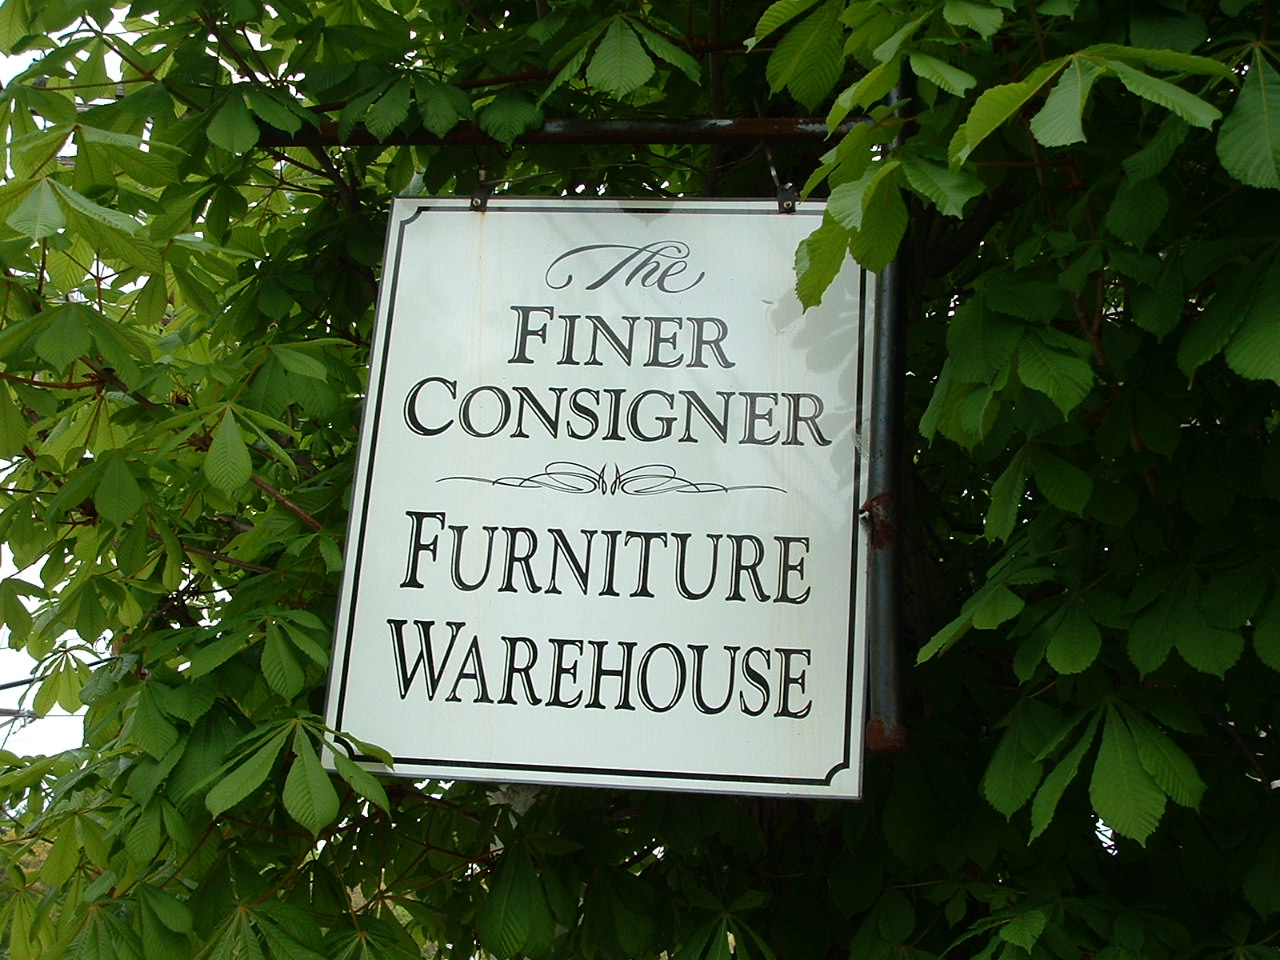 The
FINER
CONSIGNER
FURNITURE
WAREHOUSE